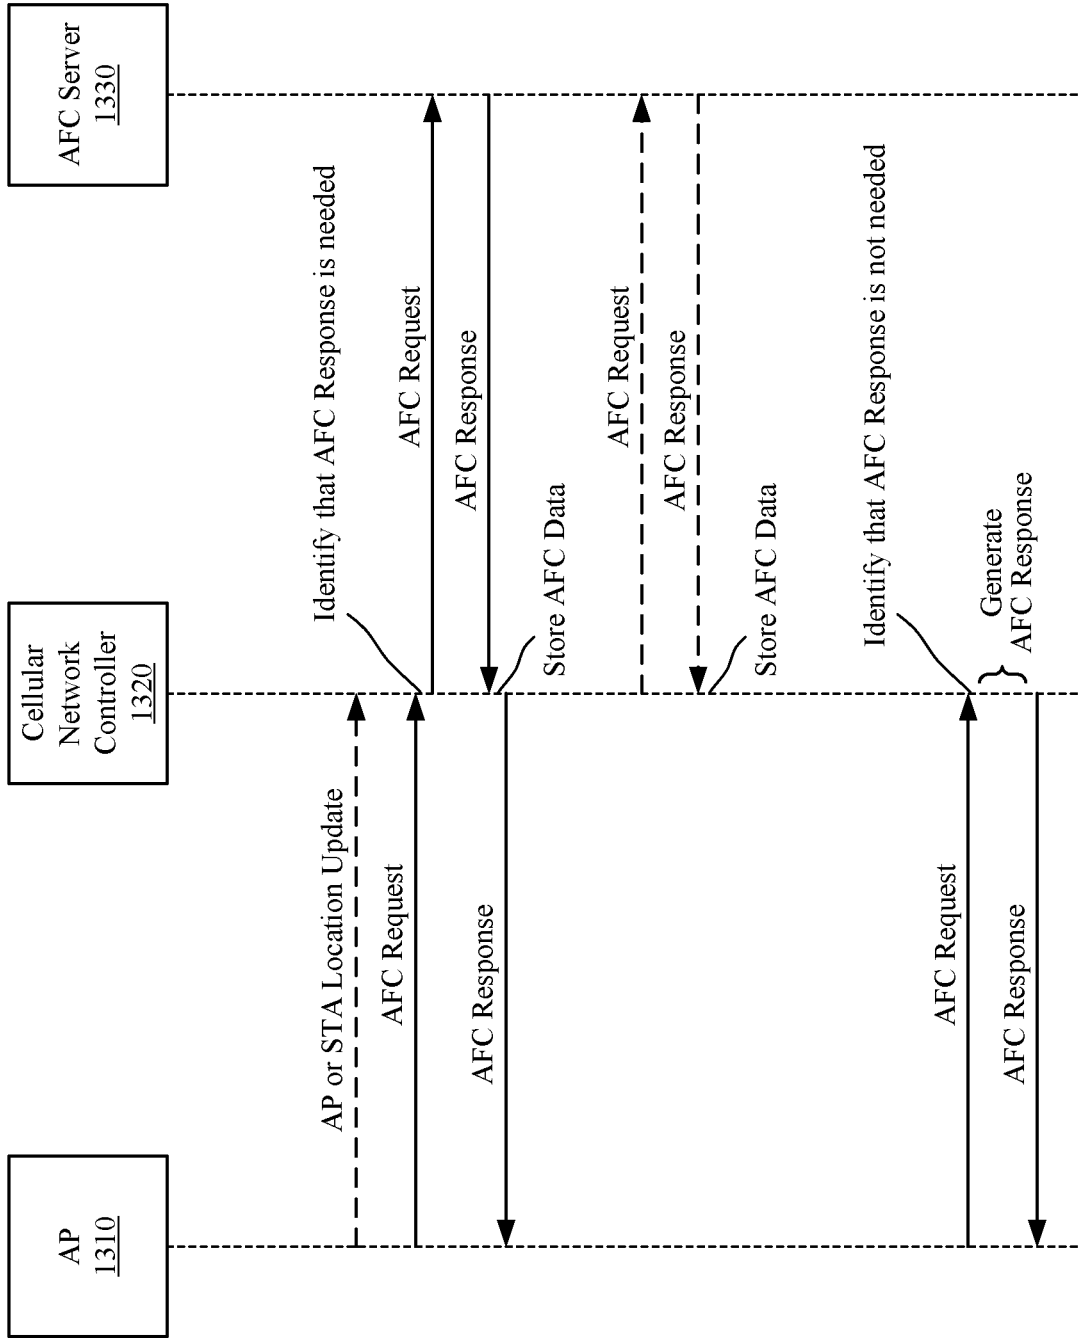 AP
1310
Cellular
Network
Controller
1320
AFC Server
1330
AP or STA Location Update
AFC Request
Identify that AFC Response is needed
AFC Request
AFC Response
Store AFC Data
AFC Response
AFC Request
AFC Response
Store AFC Data
AFC Request
Identify that AFC Response is not needed
Generate
AFC Response
AFC Response